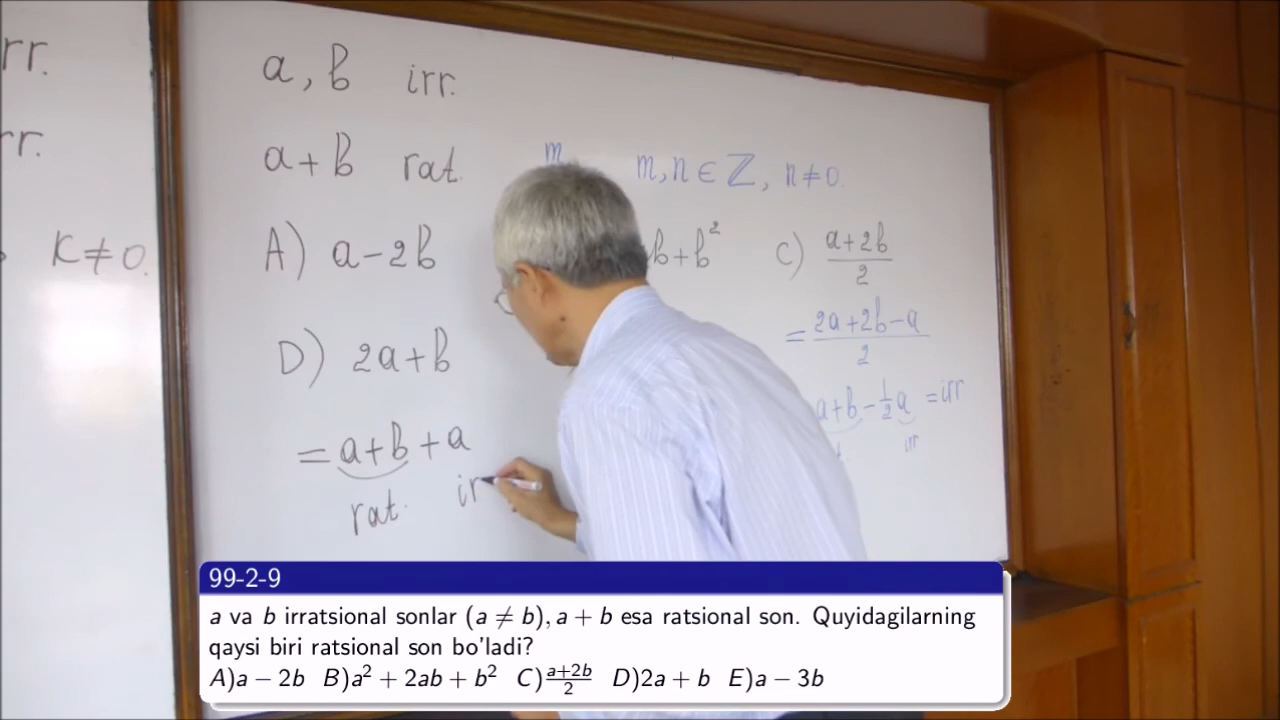 rr.
rr.
K≠0.
a, b irr.
a+b rat.
m
m,n∈ℤ, n≠0.
A) a-2b
b+b²
C) (a+2b)/2
= (2a+2b-a)/2
D) 2a+b
a+b-½a = irr
irr
= a+b+a
rat. ir
99-2-9
a va b irratsional sonlar (a ≠ b), a + b esa ratsional son. Quyidagilarning
qaysi biri ratsional son bo'ladi?
A)a − 2b B)a² + 2ab + b² C)(a+2b)/2 D)2a + b E)a − 3b